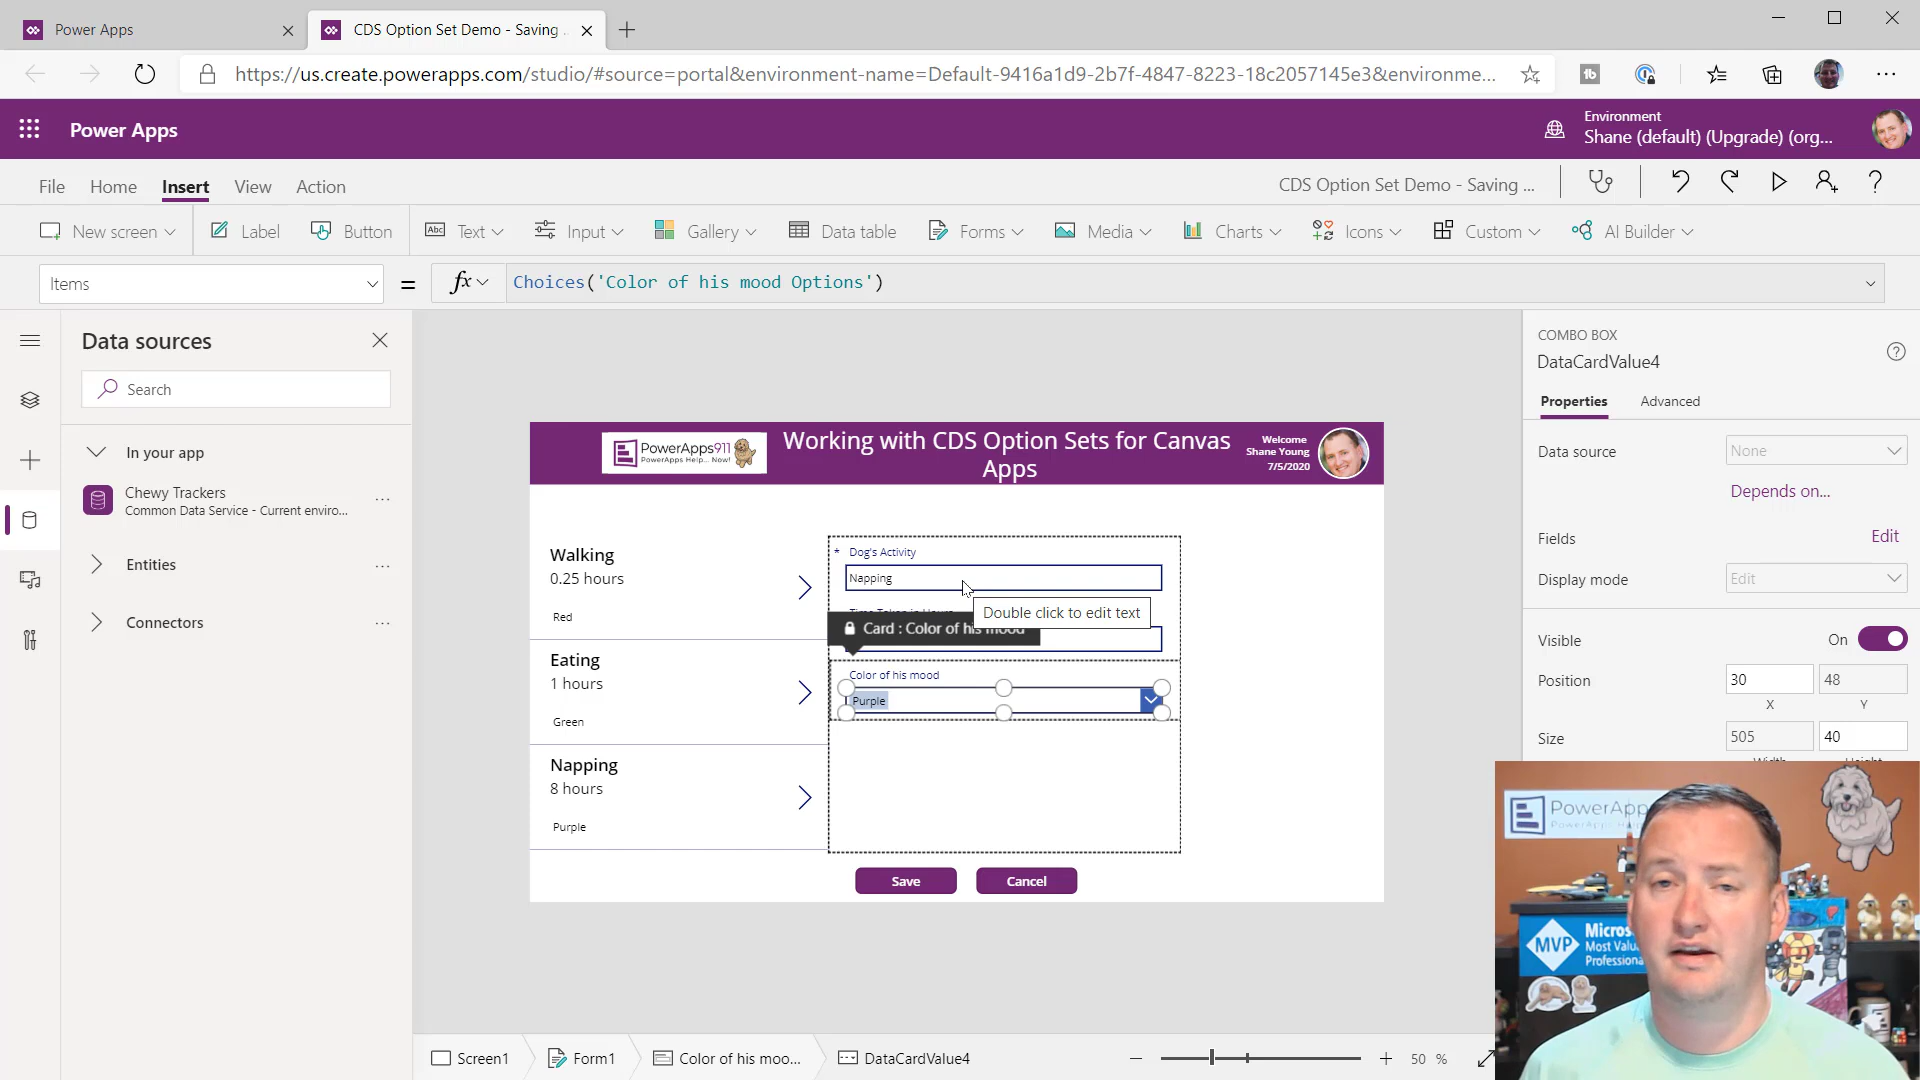 Power Apps
CDS Option Set Demo - Saving
https://us.create.powerapps.com/studio/#source=portal&environment-name=Default-9416a1d9-2b7f-4847-8223-18c2057145e3&environme...
Power Apps
Environment
Shane (default) (Upgrade) (org...
File Home Insert View Action
CDS Option Set Demo - Saving ...
New screen Label Button Abc Text Input Gallery Data table Forms Media Charts Icons Custom AI Builder
Items = fx Choices('Color of his mood Options')
Data sources
Search
In your app
Chewy Trackers
Common Data Service - Current enviro...
Entities
Connectors
PowerApps911
PowerApps Help... Now!
Working with CDS Option Sets for Canvas
Apps
Welcome
Shane Young
7/5/2020
Walking
0.25 hours
Red
Eating
1 hours
Green
Napping
8 hours
Purple
* Dog's Activity
Napping
Double click to edit text
Card : Color of his mood
Color of his mood
Purple
Save Cancel
COMBO BOX
DataCardValue4
Properties Advanced
Data source None
Depends on...
Fields Edit
Display mode Edit
Visible On
Position 30 48
X Y
Size 505 40
PowerApps
MVP
Micros
Most Valu
Professiona
Screen1 Form1 Color of his moo... DataCardValue4
50 %